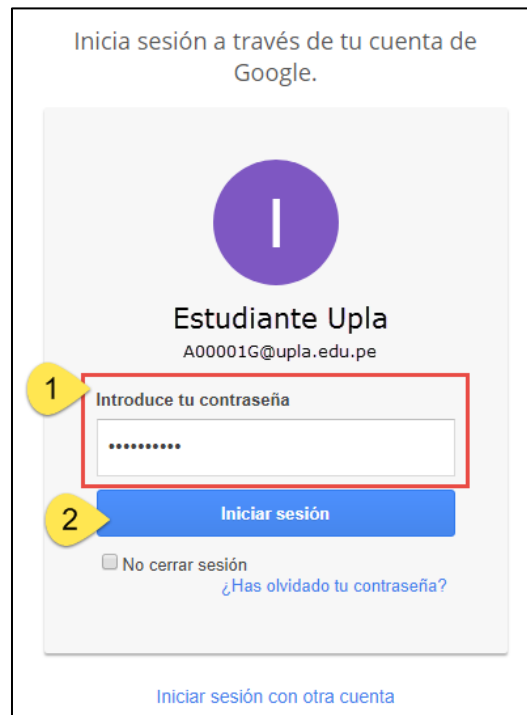 Inicia sesión a través de tu cuenta de
Google.
I
Estudiante Upla
A00001G@upla.edu.pe
1
Introduce tu contraseña
••••••••••
2
Iniciar sesión
No cerrar sesión
¿Has olvidado tu contraseña?
Iniciar sesión con otra cuenta